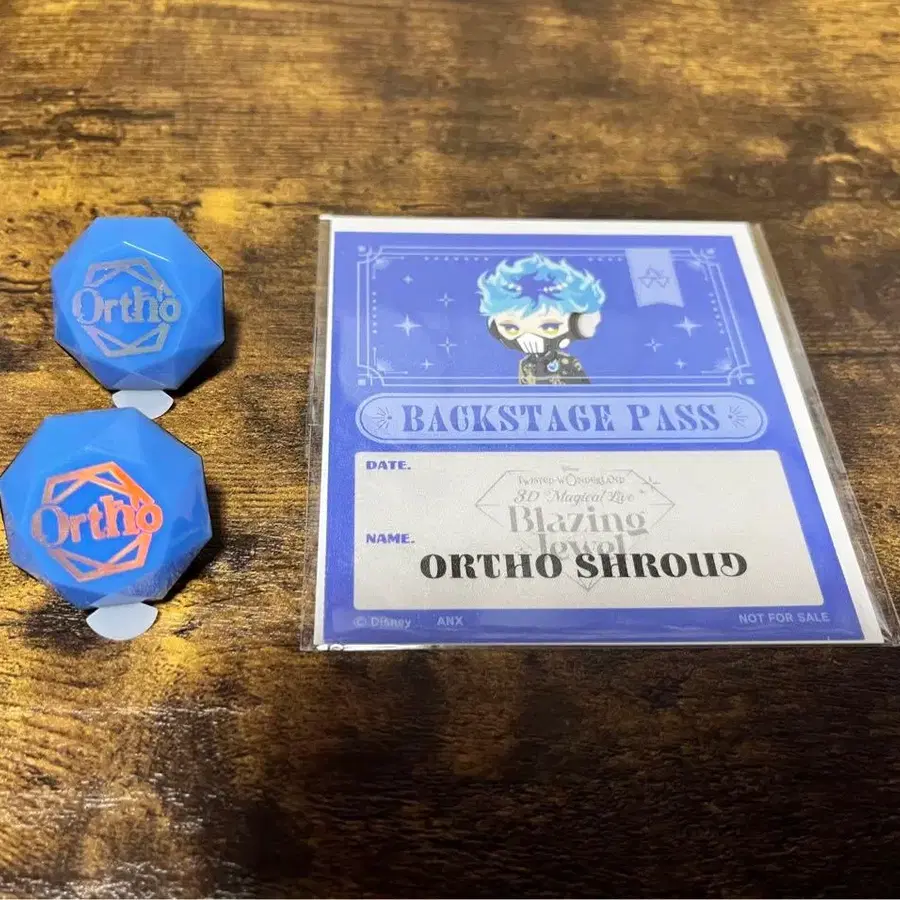 Ortho
Ortho
BACKSTAGE PASS
DATE.
Disney
TWISTED-WONDERLAND
3D Magical Live
Blazing
Jewel
NAME.
ORTHO SHROUD
© Disney ANX
NOT FOR SALE